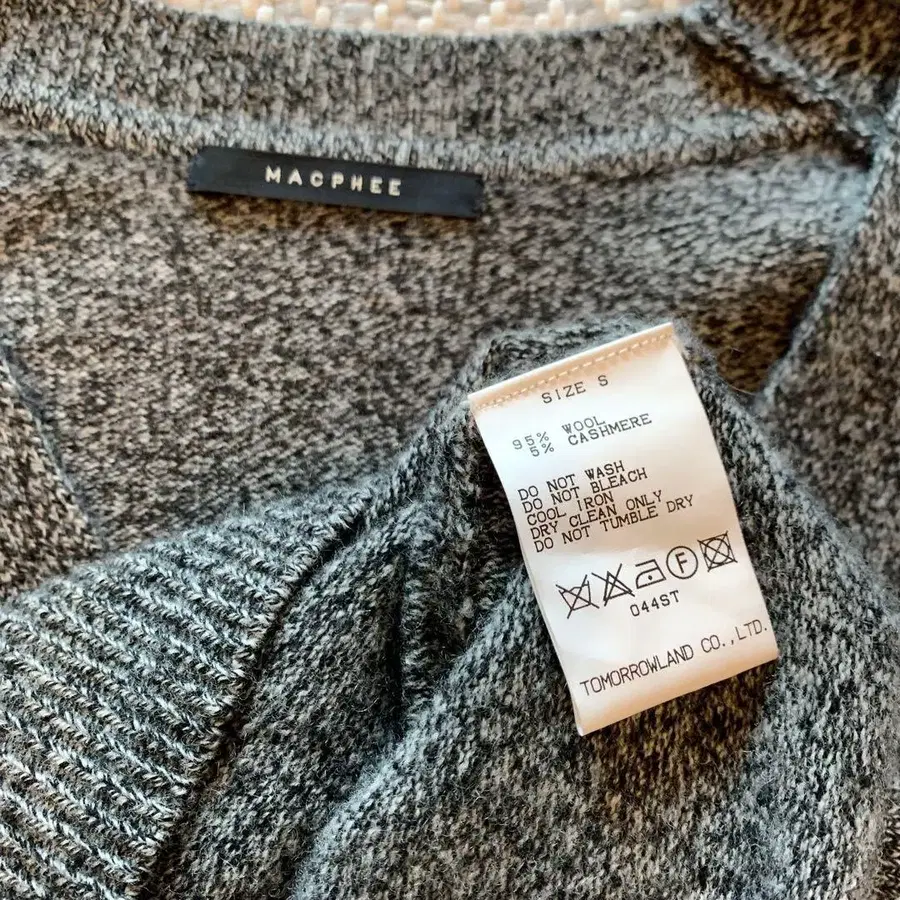 MACPHEE
SIZE S
95% WOOL
5% CASHMERE
DO NOT WASH
DO NOT BLEACH
COOL IRON
DRY CLEAN ONLY
DO NOT TUMBLE DRY
F
044ST
TOMORROWLAND CO.,LTD.